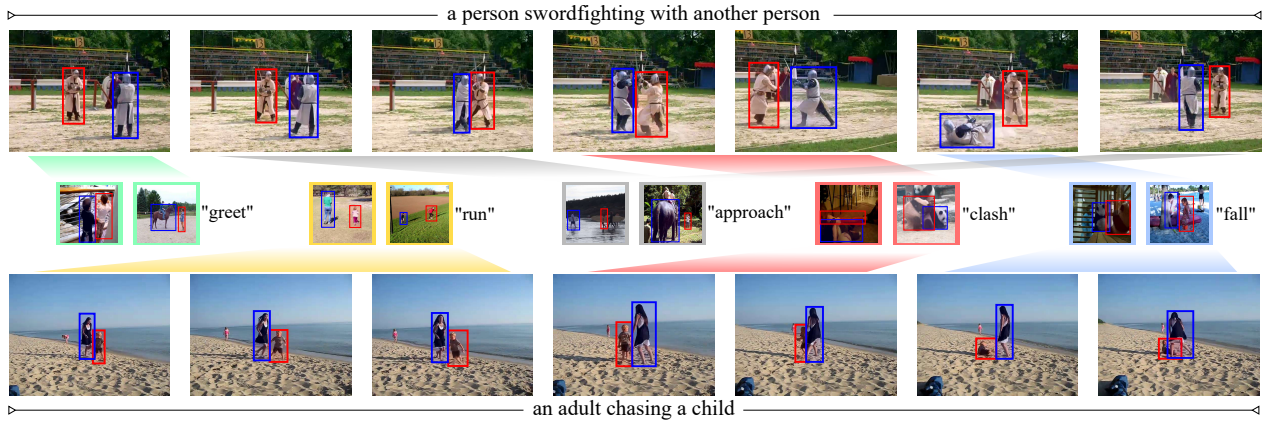 a person swordfighting with another person
"greet"
"run"
"approach"
"clash"
"fall"
an adult chasing a child